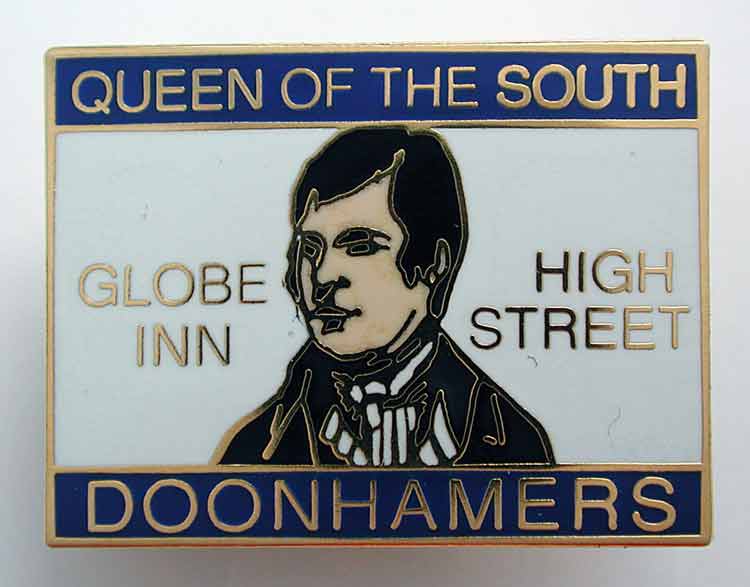 QUEEN OF THE SOUTH
GLOBE INN
HIGH STREET
DOONHAMERS